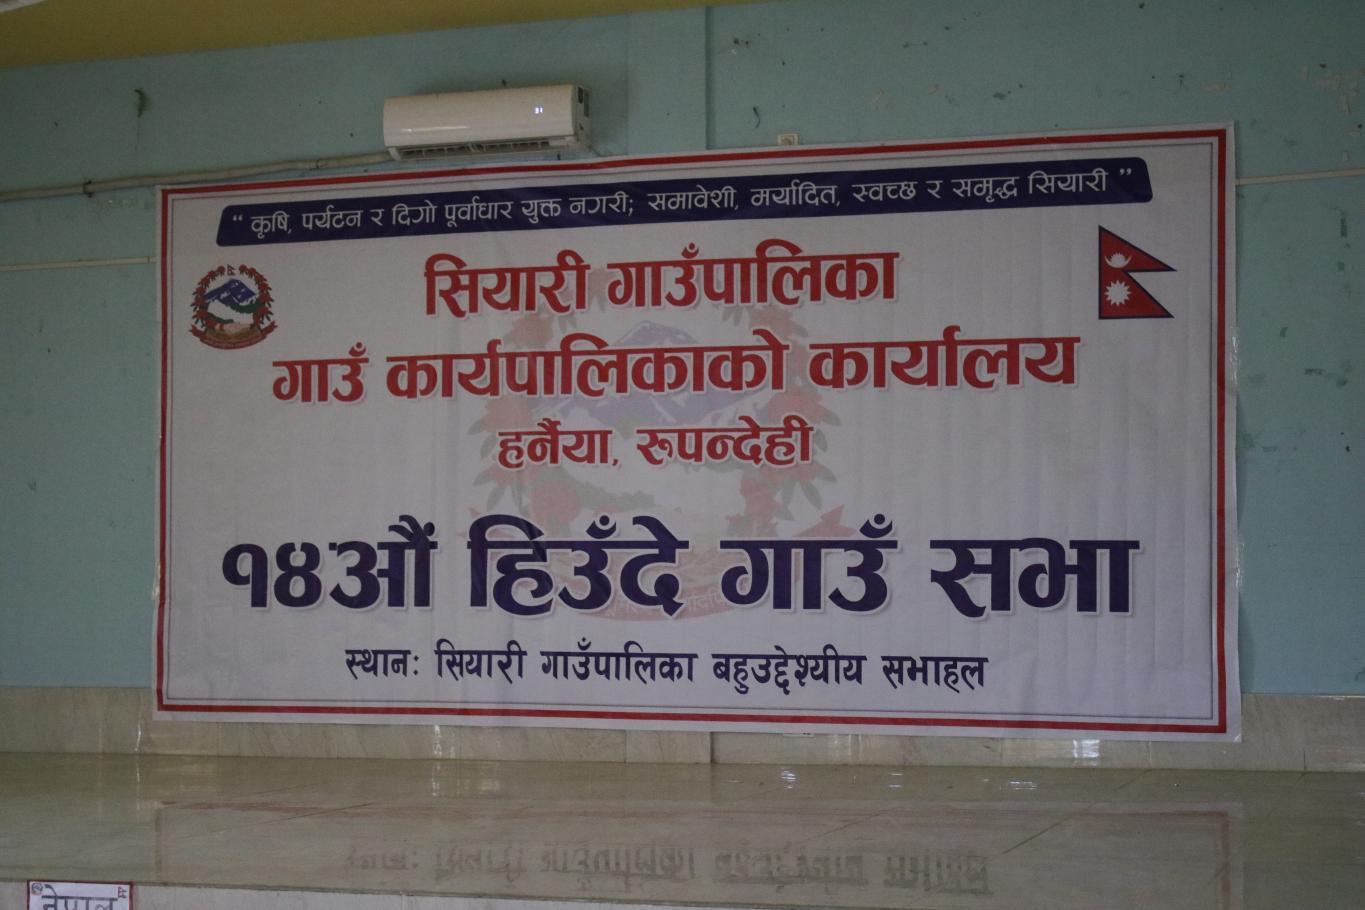 “ कृषि, पर्यटन र दिगो पूर्वाधार युक्त नगरी; समावेशी, मर्यादित, स्वच्छ र समृद्ध सियारी ”
सियारी गाउँपालिका
गाउँ कार्यपालिकाको कार्यालय
हर्नैया, रुपन्देही
१४औं हिउँदे गाउँ सभा
स्थान: सियारी गाउँपालिका बहुउद्देश्यीय सभाहल
नेपाल